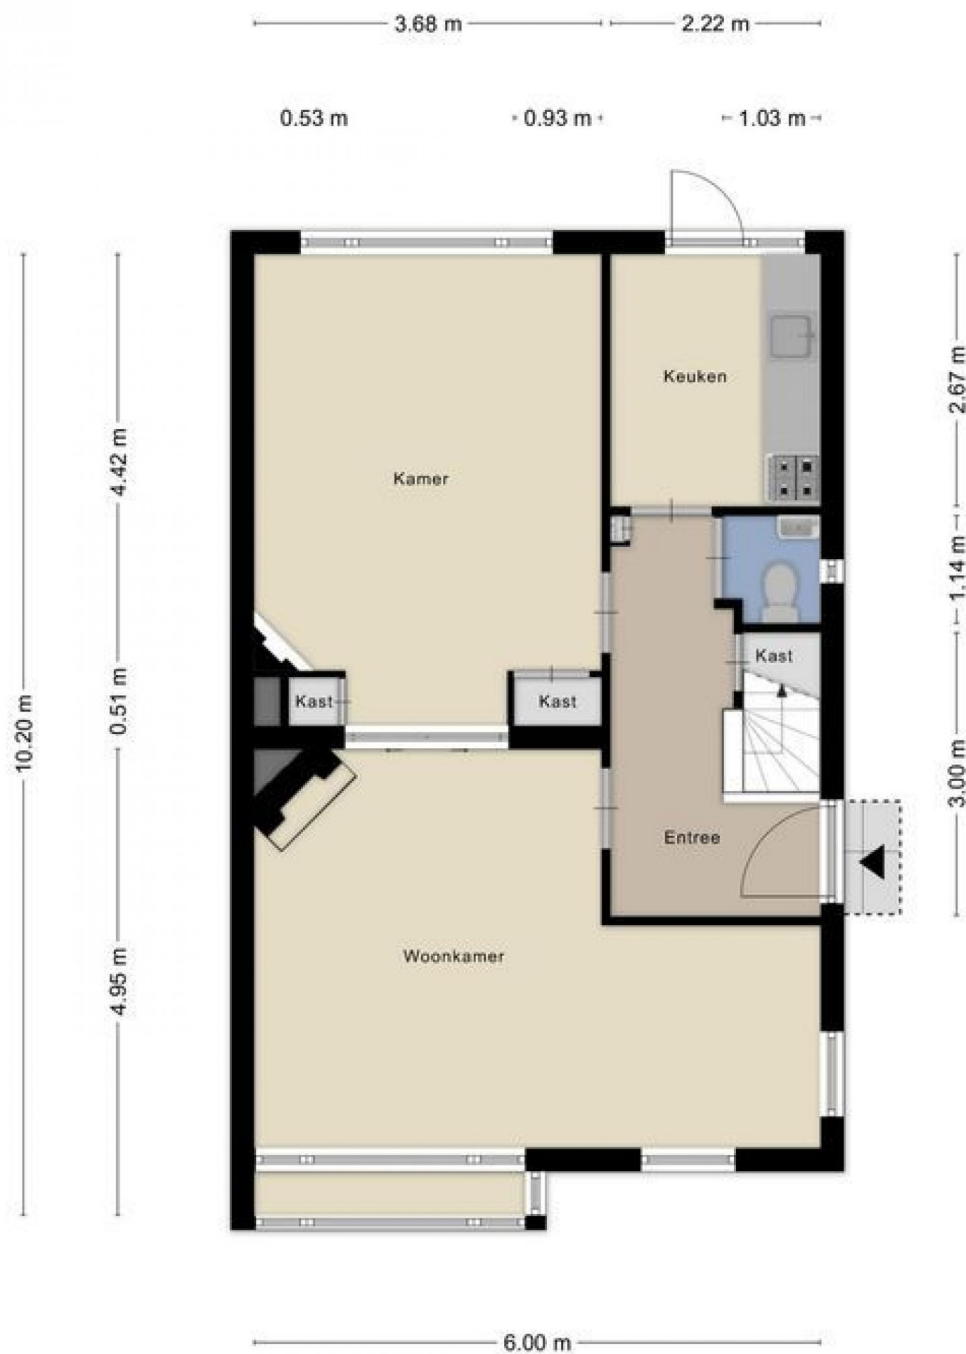 3.68 m
2.22 m
0.53 m
0.93 m
1.03 m
Keuken
2.67 m
4.42 m
Kamer
1.14 m
Kast
Kast
Kast
0.51 m
10.20 m
3.00 m
Entree
Woonkamer
4.95 m
6.00 m